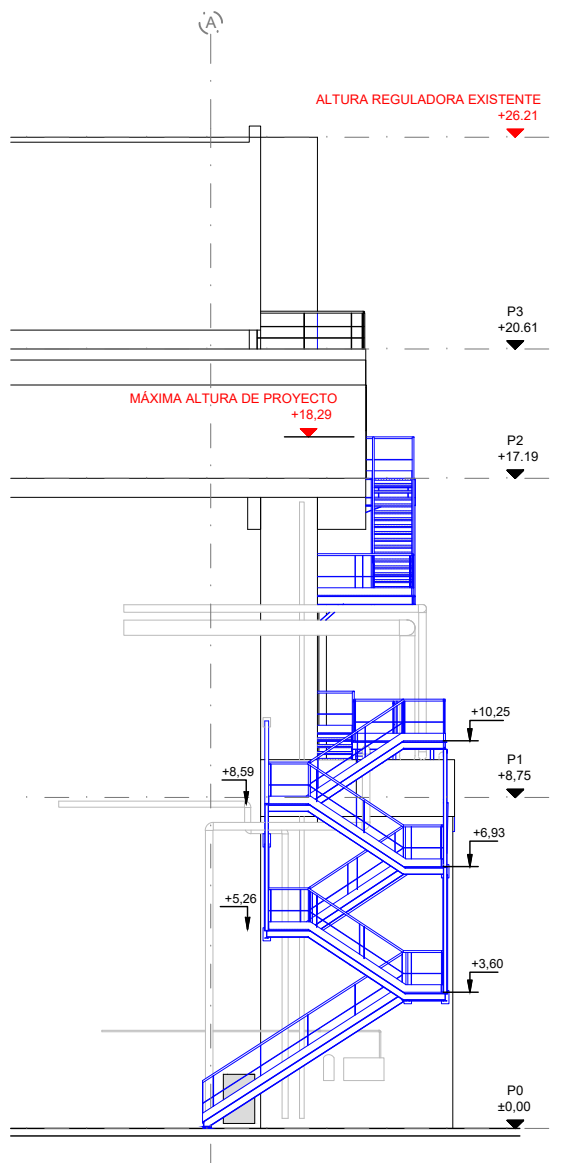 A
ALTURA REGULADORA EXISTENTE
+26.21
P3
+20.61
MÁXIMA ALTURA DE PROYECTO
+18,29
P2
+17.19
+10,25
P1
+8,75
+8,59
+6,93
+5,26
+3,60
P0
±0,00